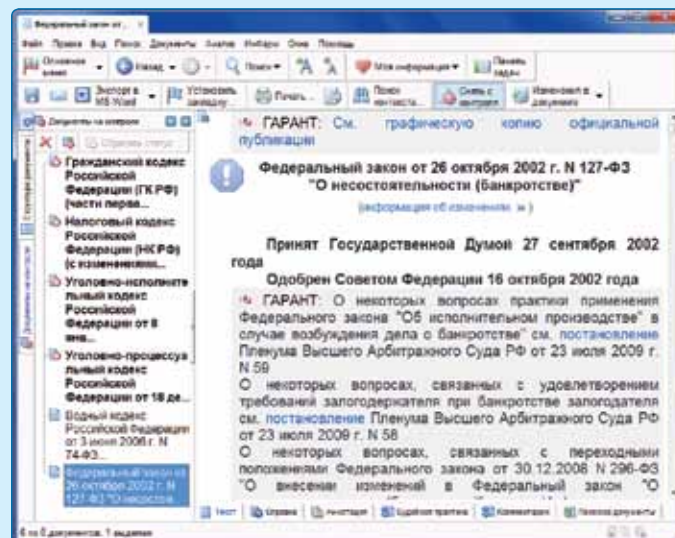 Федеральный закон от ...
Файл Правка Вид Поиск Документы Анализ Имбарго Окна Помощь
Основное меню Назад Поиск Моя информация Панель задач
Экспорт в MS Word Установить закладку Печать... Поиск контекста... Снять с контроля Изменения в документе
Документы на контроле
Сбросить статус
Гражданский кодекс
Российской
Федерации (ГК РФ)
(части перва...
Налоговый кодекс
Российской
Федерации (НК РФ)
(с изменениями...
Уголовно-исполните
льный кодекс
Российской
Федерации от 8
янв...
Уголовно-процессуа
льный кодекс
Российской
Федерации от 18 де...
Водный кодекс
Российской Федерации
от 3 июня 2006 г. N
74-ФЗ...
Федеральный закон от
26 октября 2002 г. N
127-ФЗ "О несостоя...
ГАРАНТ: См. графическую копию официальной
публикации
Федеральный закон от 26 октября 2002 г. N 127-ФЗ
"О несостоятельности (банкротстве)"
(информация об изменениях »)
Принят Государственной Думой 27 сентября 2002
года
Одобрен Советом Федерации 16 октября 2002 года
ГАРАНТ: О некоторых вопросах практики применения
Федерального закона "Об исполнительном производстве" в
случае возбуждения дела о банкротстве" см. постановление
Пленума Высшего Арбитражного Суда РФ от 23 июля 2009 г.
N 59
О некоторых вопросах, связанных с удовлетворением
требований залогодержателя при банкротстве залогодателя
см. постановление Пленума Высшего Арбитражного Суда РФ
от 23 июля 2009 г. N 58
О некоторых вопросах, связанных с переходными
положениями Федерального закона от 30.12.2008 N 296-ФЗ
"О внесении изменений в Федеральный закон "О
Текст Справка Аннотация Судебная практика Комментарии Похожие документы
6 из 6 документов, 1 выделен